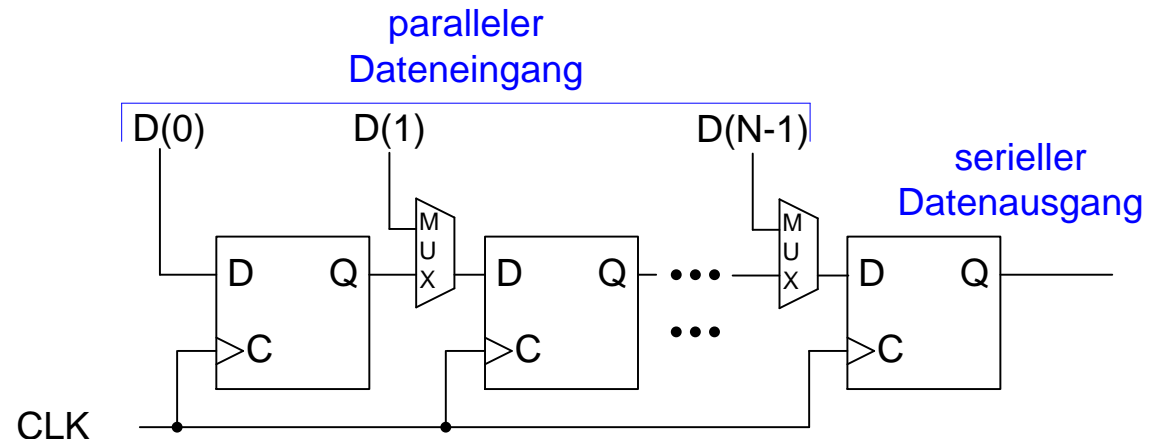 paralleler
Dateneingang
D(0) D(1) D(N-1)
serieller
Datenausgang
M
U
X
M
U
X
D Q D Q D Q
C C C
CLK